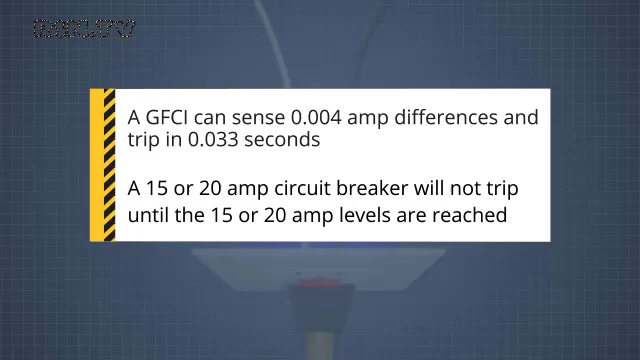 A GFCI can sense 0.004 amp differences and
trip in 0.033 seconds
A 15 or 20 amp circuit breaker will not trip
until the 15 or 20 amp levels are reached